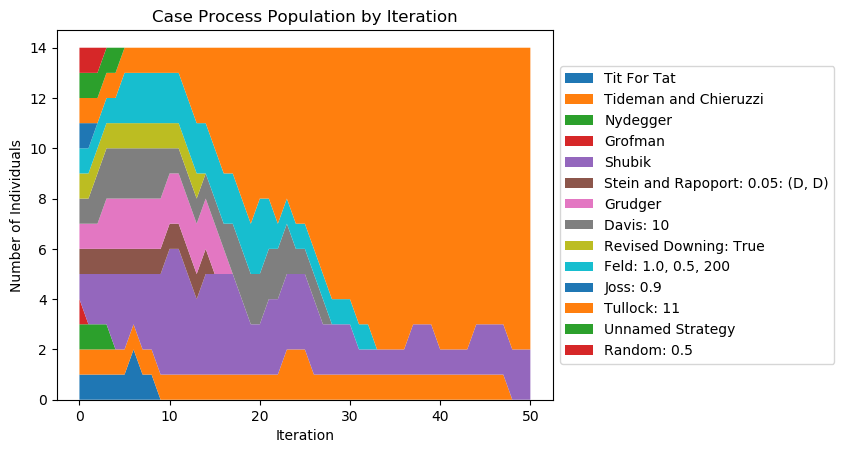 Case Process Population by Iteration
Number of Individuals
14
12
10
8
6
4
2
0
0 10 20 30 40 50
Iteration
Tit For Tat
Tideman and Chieruzzi
Nydegger
Grofman
Shubik
Stein and Rapoport: 0.05: (D, D)
Grudger
Davis: 10
Revised Downing: True
Feld: 1.0, 0.5, 200
Joss: 0.9
Tullock: 11
Unnamed Strategy
Random: 0.5